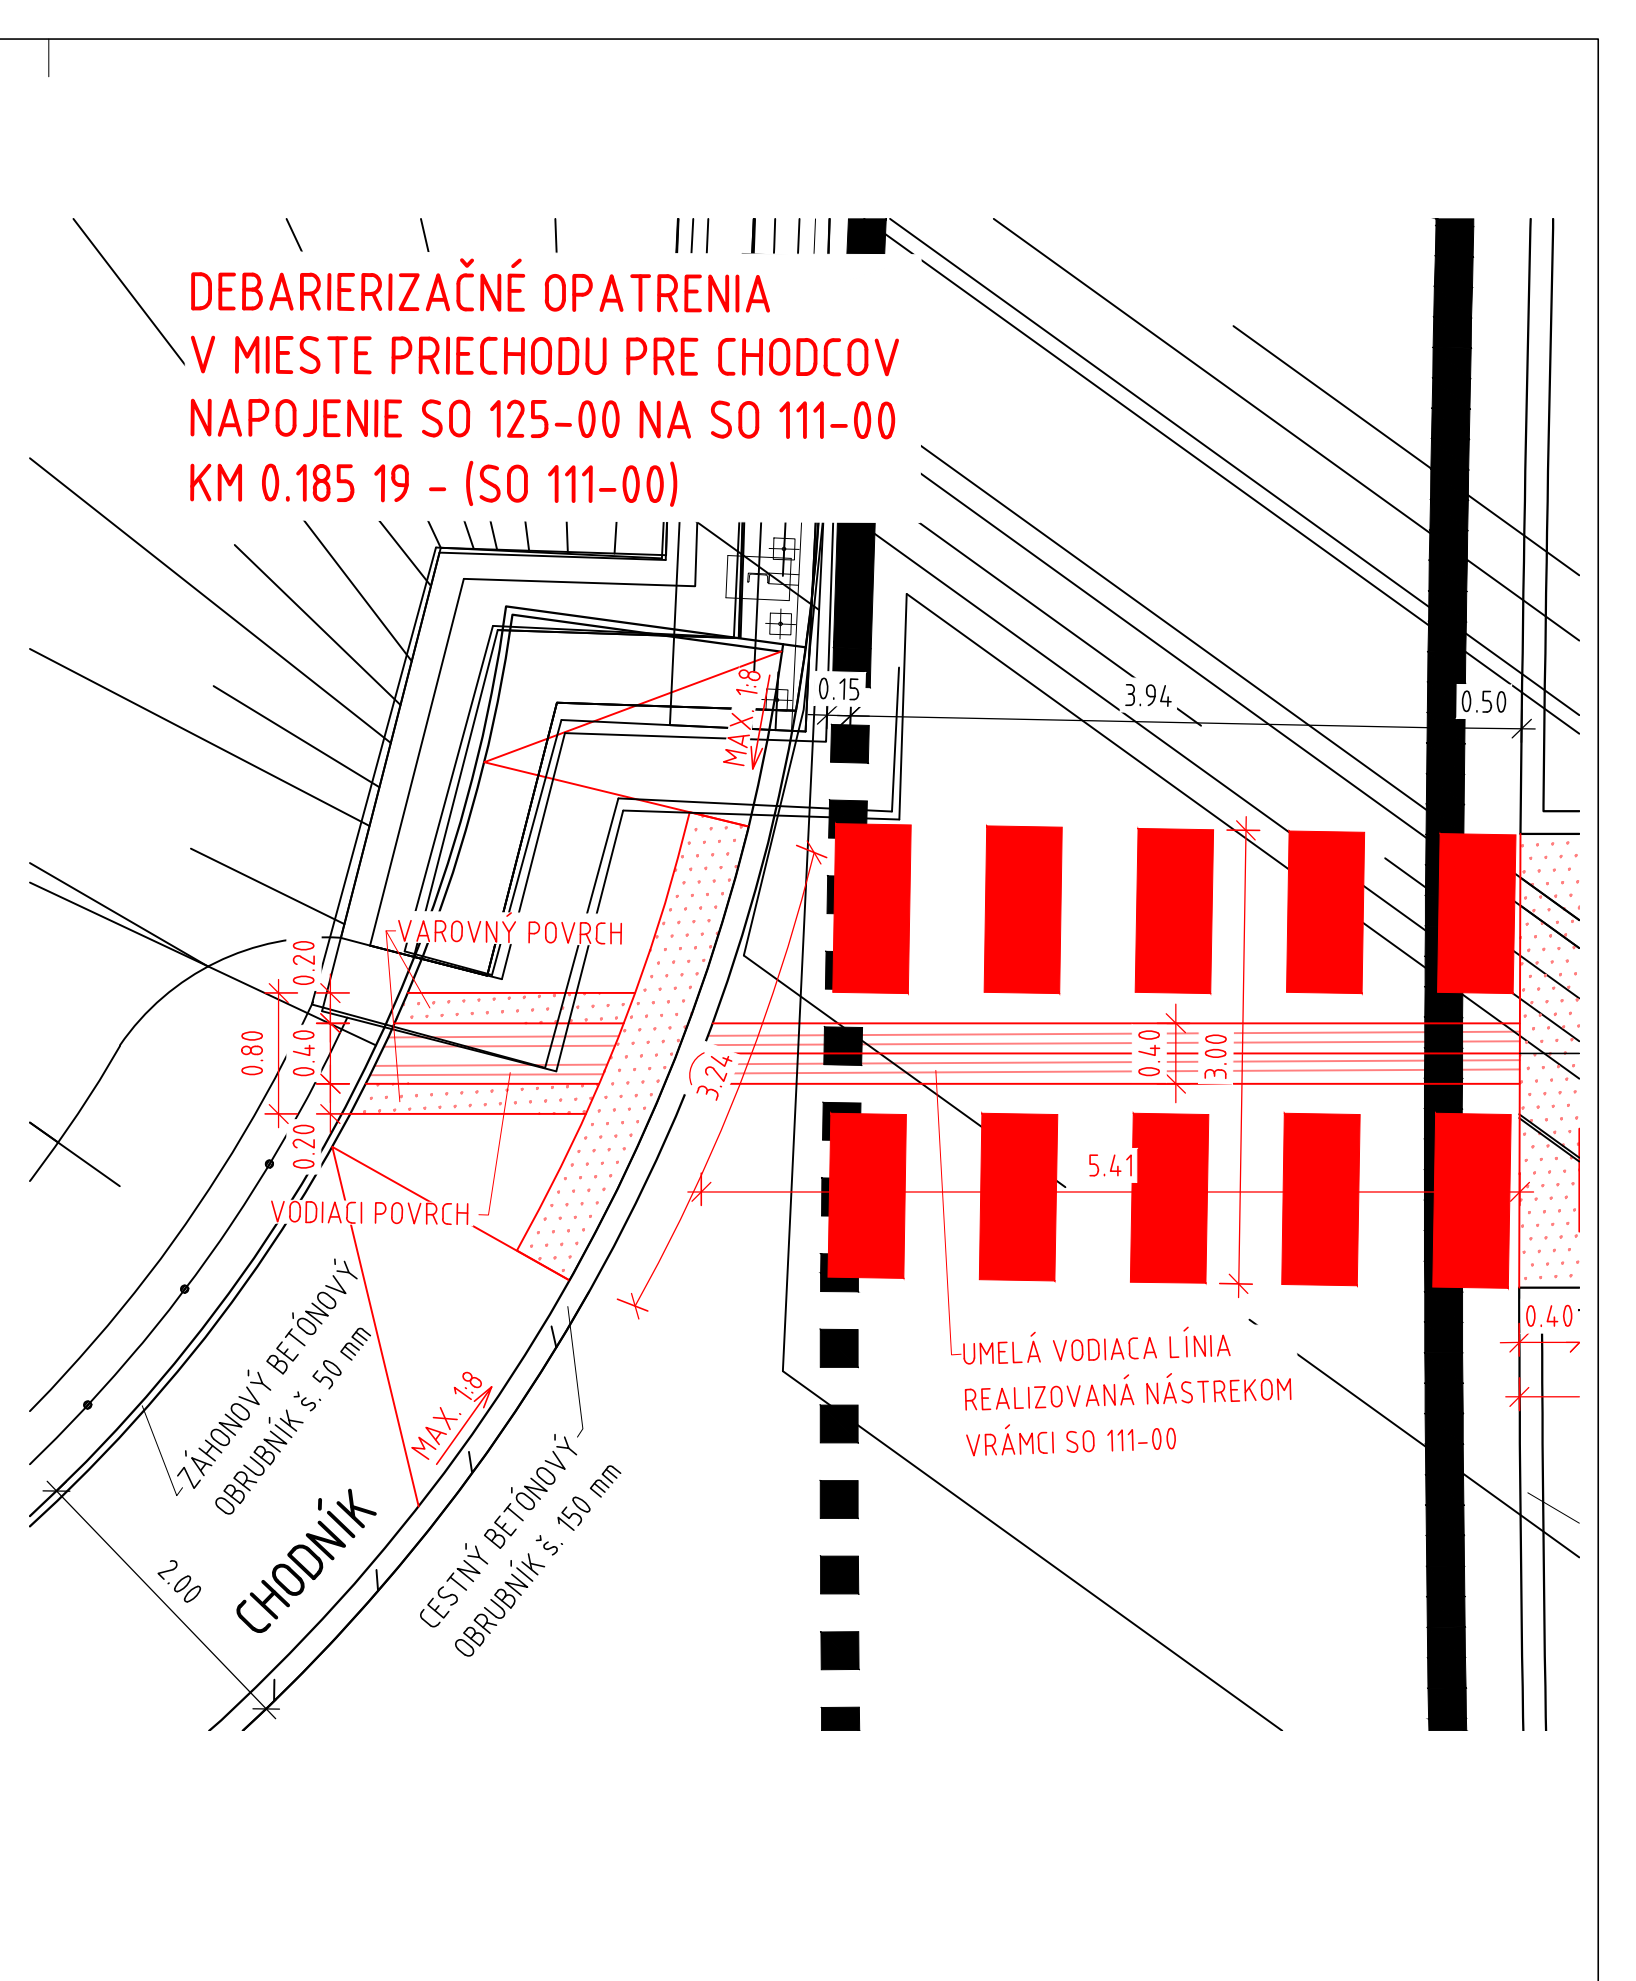 DEBARIERIZAČNÉ OPATRENIA
V MIESTE PRIECHODU PRE CHODCOV
NAPOJENIE SO 125-00 NA SO 111-00
KM 0.185 19 - (SO 111-00)
MAX. 1:8
0.15
3.94
0.50
VAROVNÝ POVRCH
0.20
0.80
0.40
0.20
3.24
0.40
3.00
5.41
VODIACI POVRCH
0.40
UMELÁ VODIACA LÍNIA
REALIZOVANÁ NÁSTREKOM
VRÁMCI SO 111-00
ZÁHONOVÝ BETÓNOVÝ
OBRUBNÍK š. 50 mm
MAX. 1:8
CESTNÝ BETÓNOVÝ
OBRUBNÍK š. 150 mm
CHODNÍK
2.00